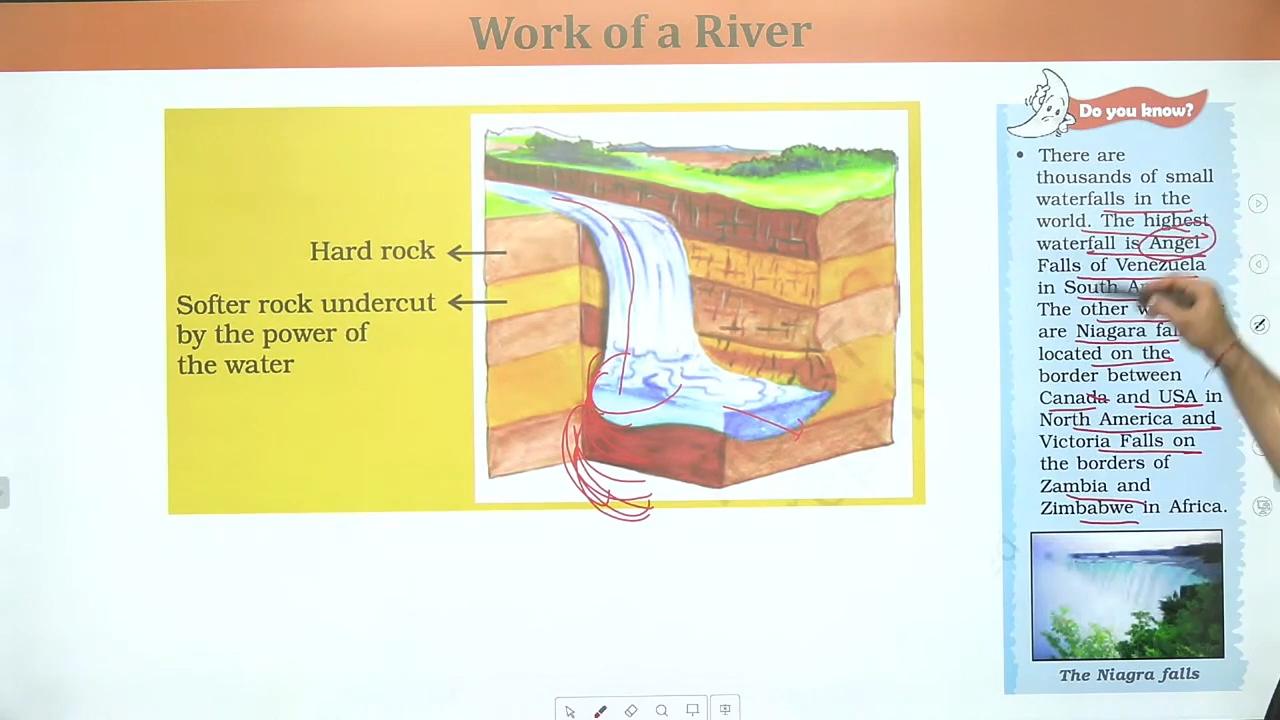 Work of a River
Hard rock
Softer rock undercut
by the power of
the water
Do you know?
• There are
thousands of small
waterfalls in the
world. The highest
waterfall is Angel
Falls of Venezuela
in South
The other
are Niagara
located on the
border between
Canada and USA in
North America and
Victoria Falls on
the borders of
Zambia and
Zimbabwe in Africa.
The Niagra falls